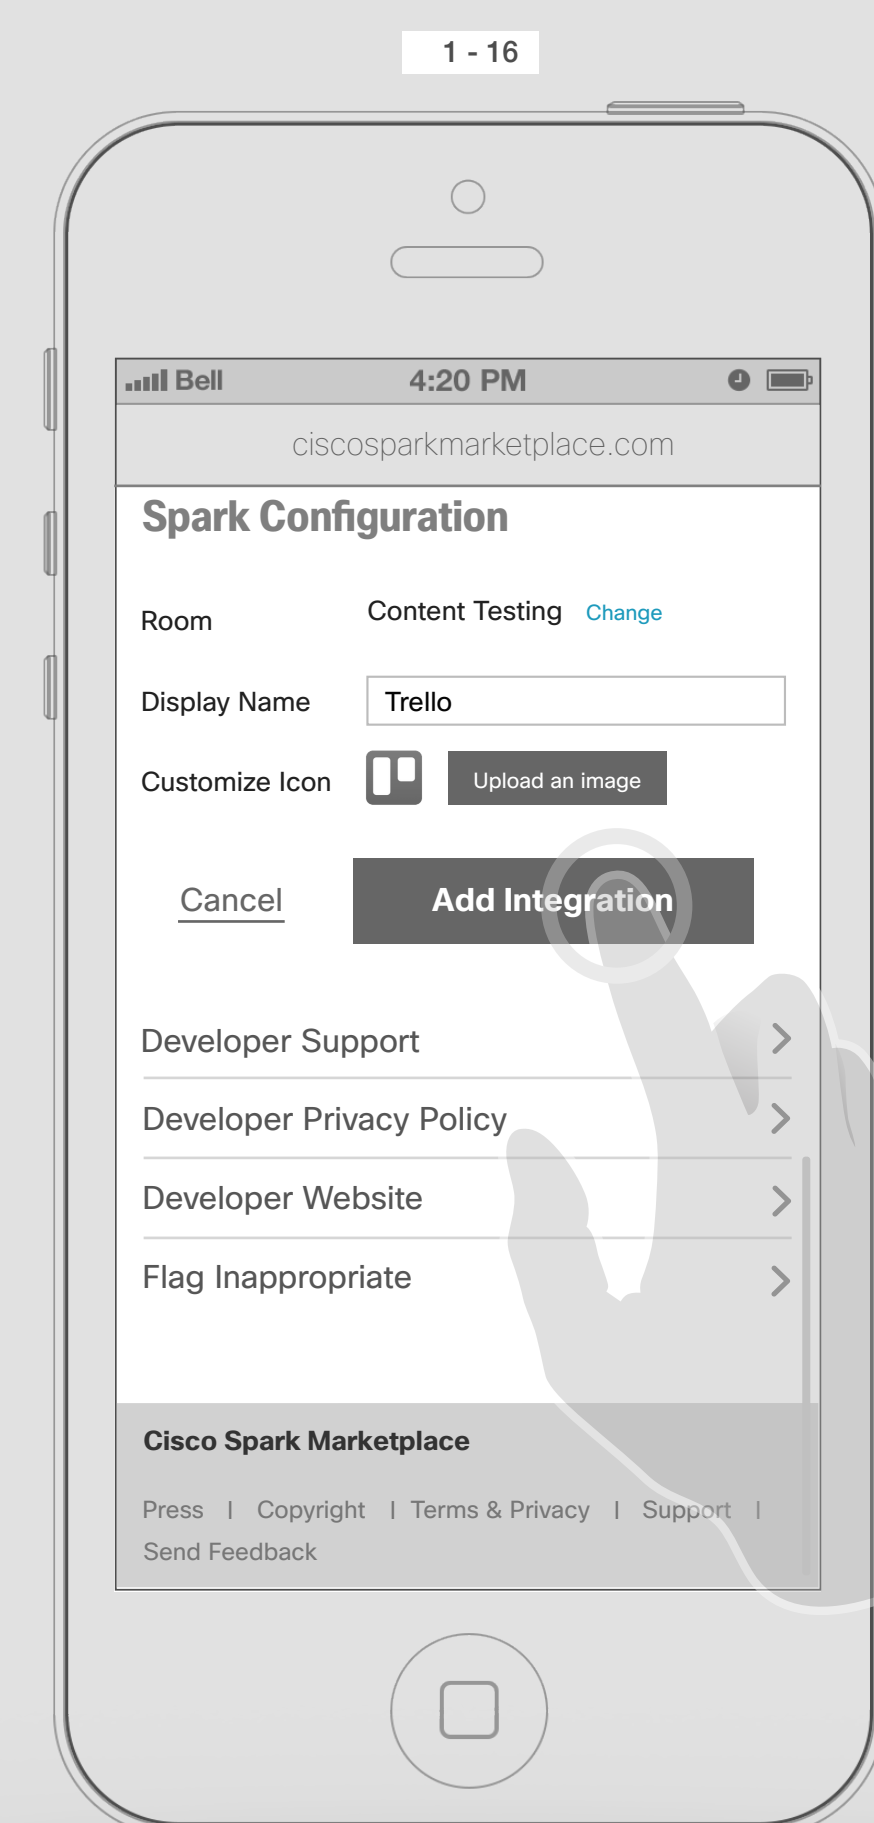 1 - 16
Bell 4:20 PM
ciscosparkmarketplace.com
Spark Configuration
Room Content Testing Change
Display Name Trello
Customize Icon Upload an image
Cancel Add Integration
Developer Support
Developer Privacy Policy
Developer Website
Flag Inappropriate
Cisco Spark Marketplace
Press | Copyright | Terms & Privacy | Support |
Send Feedback